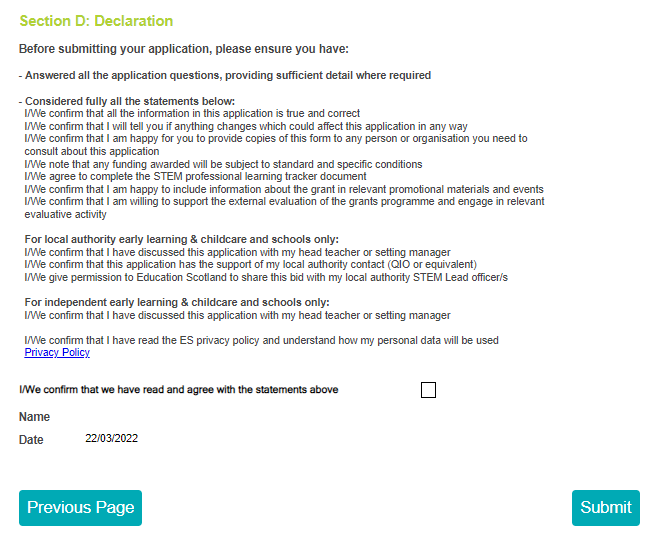 Section D: Declaration
Before submitting your application, please ensure you have:
- Answered all the application questions, providing sufficient detail where required
- Considered fully all the statements below:
I/We confirm that all the information in this application is true and correct
I/We confirm that I will tell you if anything changes which could affect this application in any way
I/We confirm that I am happy for you to provide copies of this form to any person or organisation you need to
consult about this application
I/We note that any funding awarded will be subject to standard and specific conditions
I/We agree to complete the STEM professional learning tracker document
I/We confirm that I am happy to include information about the grant in relevant promotional materials and events
I/We confirm that I am willing to support the external evaluation of the grants programme and engage in relevant
evaluative activity
For local authority early learning & childcare and schools only:
I/We confirm that I have discussed this application with my head teacher or setting manager
I/We confirm that this application has the support of my local authority contact (QIO or equivalent)
I/We give permission to Education Scotland to share this bid with my local authority STEM Lead officer/s
For independent early learning & childcare and schools only:
I/We confirm that I have discussed this application with my head teacher or setting manager
I/We confirm that I have read the ES privacy policy and understand how my personal data will be used
Privacy Policy
I/We confirm that we have read and agree with the statements above
Name
Date 22/03/2022
Previous Page Submit